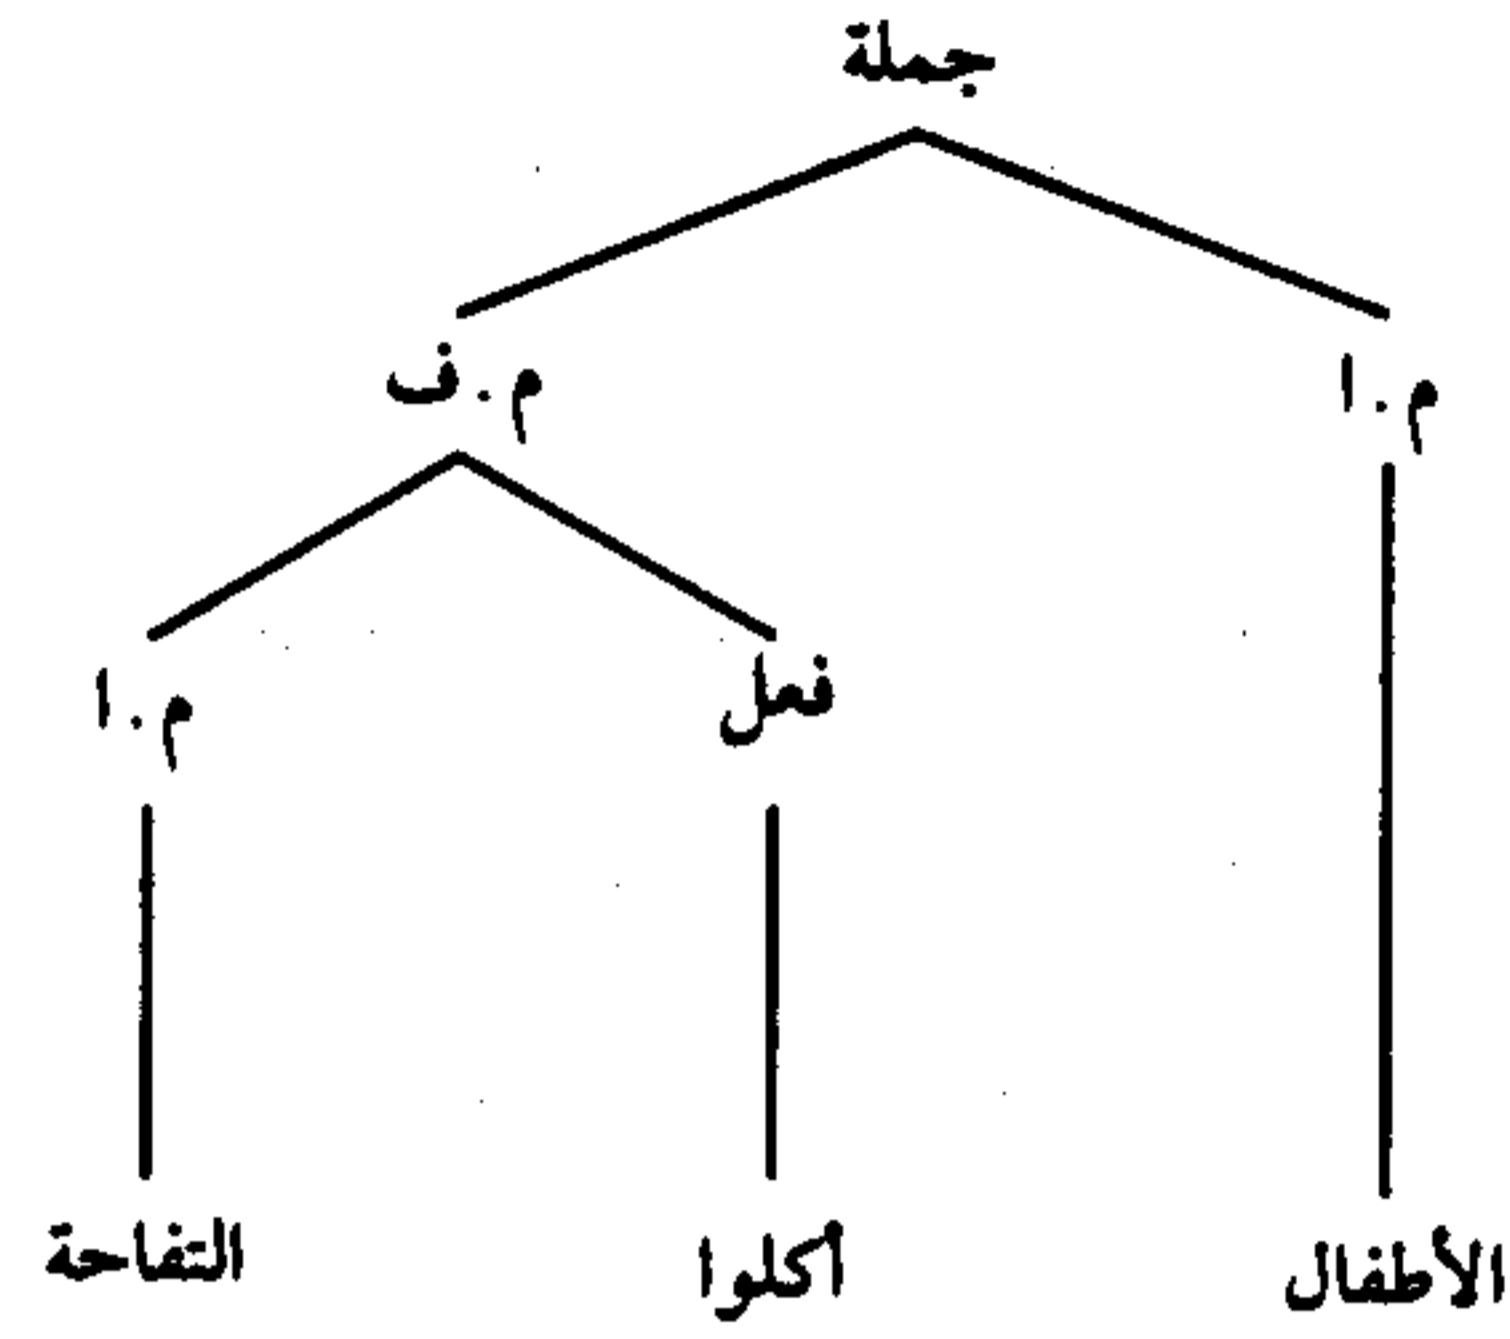 جملة
م.ا م.ف
فعل م.ا
الأطفال أكلوا التفاحة